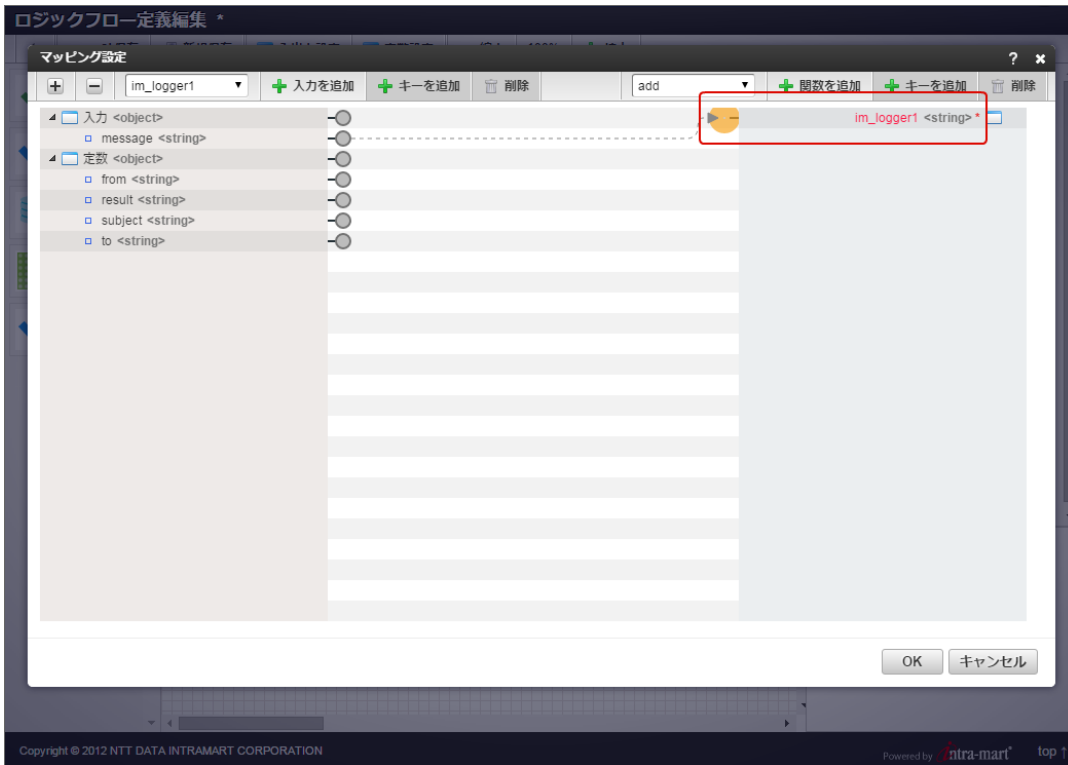 ロジックフロー定義編集 *
マッピング設定 ? ×
im_logger1 入力を追加 キーを追加 削除 add 関数を追加 キーを追加 削除
入力 <object> im_logger1 <string> *
message <string>
定数 <object>
from <string>
result <string>
subject <string>
to <string>
OK キャンセル
Copyright © 2012 NTT DATA INTRAMART CORPORATION
Powered by intra-mart top ↑